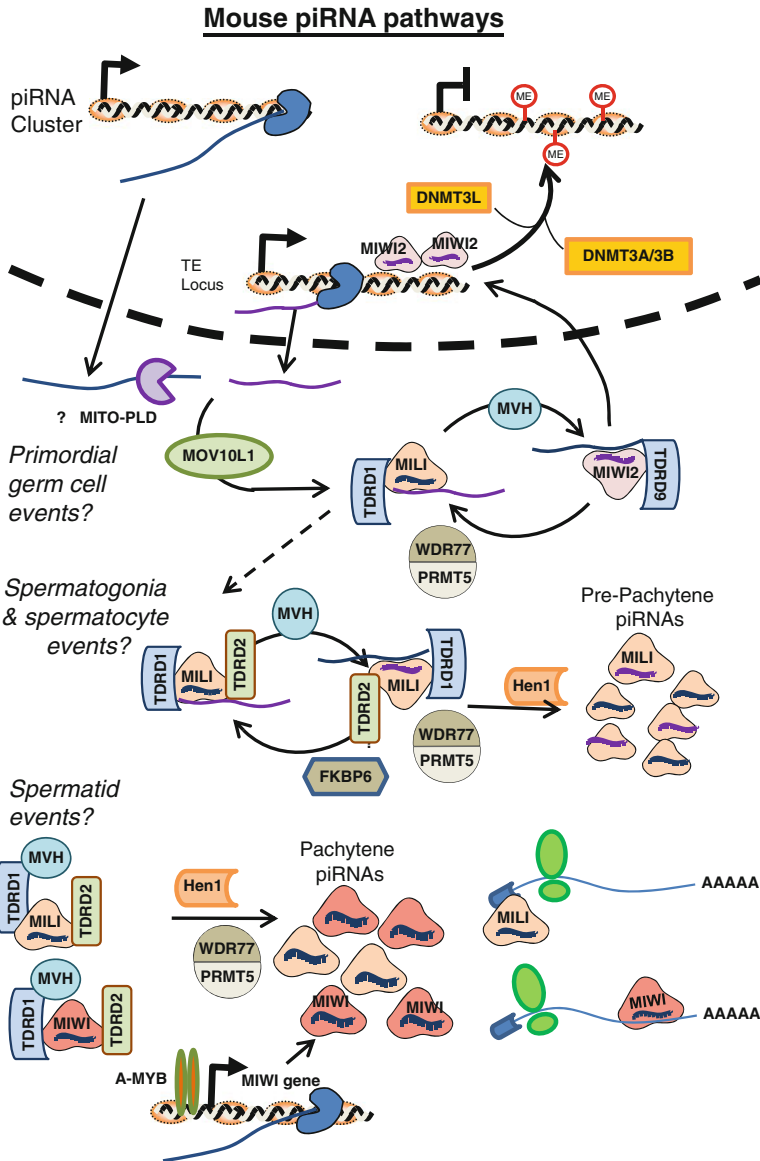 Mouse piRNA pathways
piRNA
Cluster
ME
ME
ME
DNMT3L
DNMT3A/3B
MIWI2
MIWI2
TE
Locus
? MITO-PLD
MOV10L1
Primordial
germ cell
events?
TDRD1
MILI
MVH
MIWI2
TDRD9
WDR77
PRMT5
Spermatogonia
& spermatocyte
events?
TDRD1
MILI
TDRD2
MVH
TDRD2
MILI
TDRD1
FKBP6
WDR77
PRMT5
Hen1
Pre-Pachytene
piRNAs
MILI
Spermatid
events?
MVH
TDRD1
MILI
TDRD2
MVH
TDRD1
MIWI
TDRD2
Hen1
WDR77
PRMT5
Pachytene
piRNAs
MIWI
MIWI
A-MYB
MIWI gene
MILI
AAAAA
MIWI
AAAAA